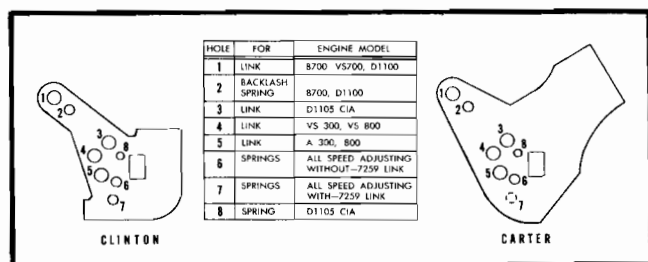 HOLE FOR ENGINE MODEL
1 LINK B700 VS700, D1100
2 BACKLASH SPRING B700, D1100
3 LINK D1105 CIA
4 LINK VS 300, VS 800
5 LINK A 300, 800
6 SPRINGS ALL SPEED ADJUSTING WITHOUT—7259 LINK
7 SPRINGS ALL SPEED ADJUSTING WITH—7259 LINK
8 SPRING D1105 CIA
1
2
3
8
4
5
6
7
CLINTON
1
2
3
8
4
5
6
7
CARTER